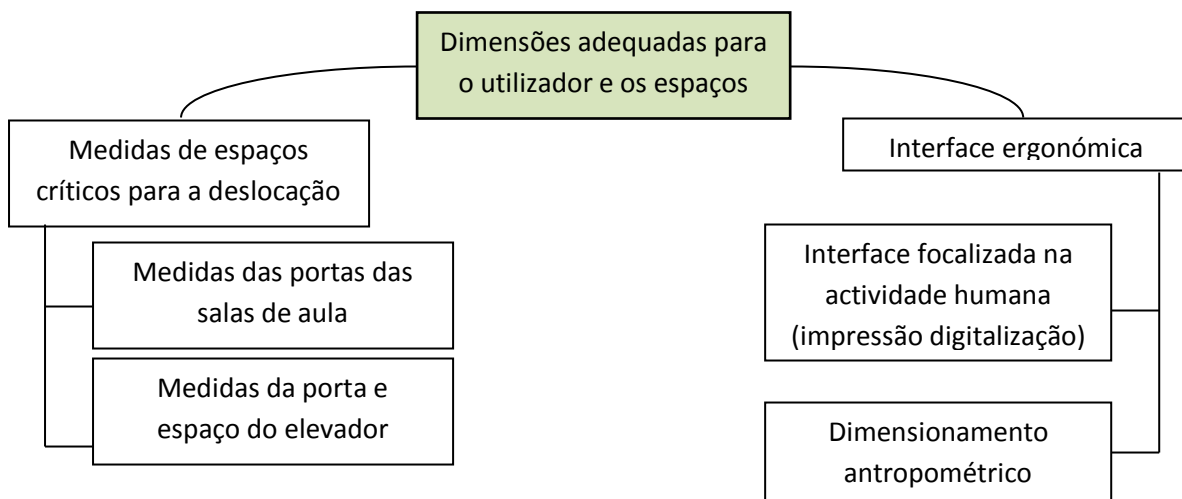 Dimensões adequadas para
o utilizador e os espaços
Medidas de espaços
críticos para a deslocação
Medidas das portas das
salas de aula
Medidas da porta e
espaço do elevador
Interface ergonómica
Interface focalizada na
actividade humana
(impressão digitalização)
Dimensionamento
antropométrico